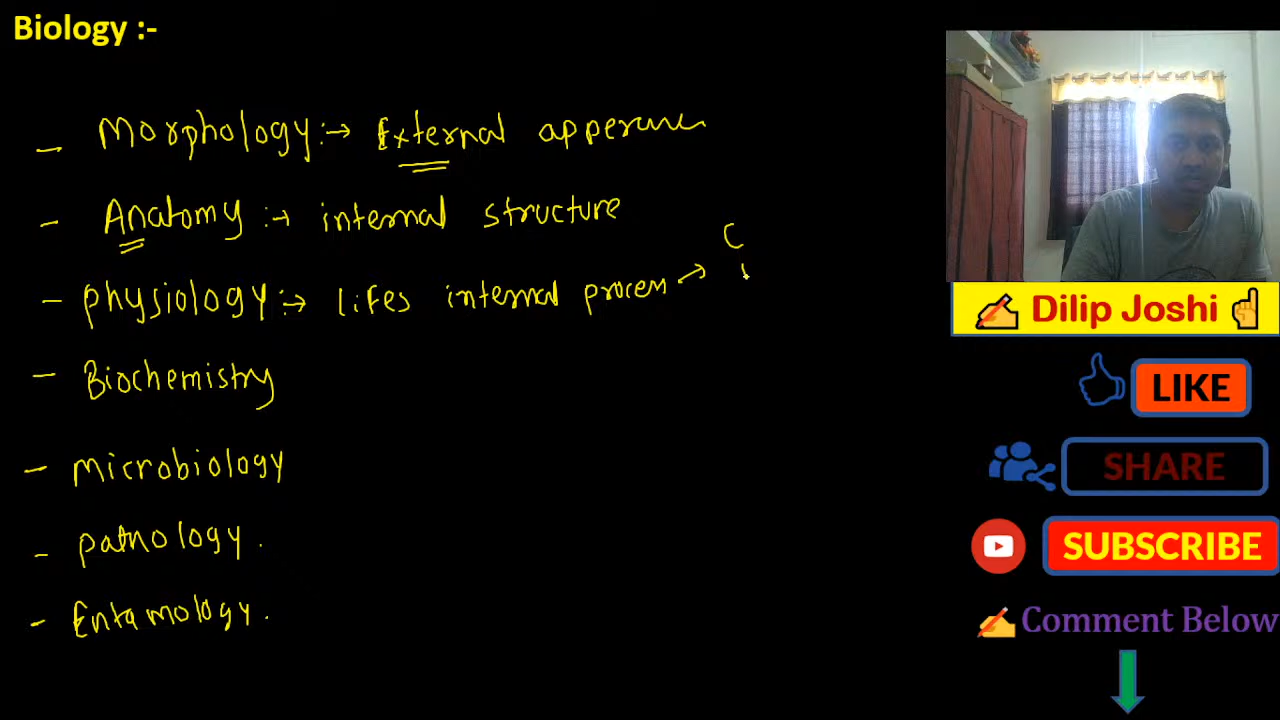 Biology :-
- Morphology :→ External apperance
- Anatomy :→ internal structure
C
- physiology :→ lifes internal process →
- Biochemistry
- Microbiology
- pathology .
- Entamology .
Dilip Joshi
LIKE
SHARE
SUBSCRIBE
Comment Below